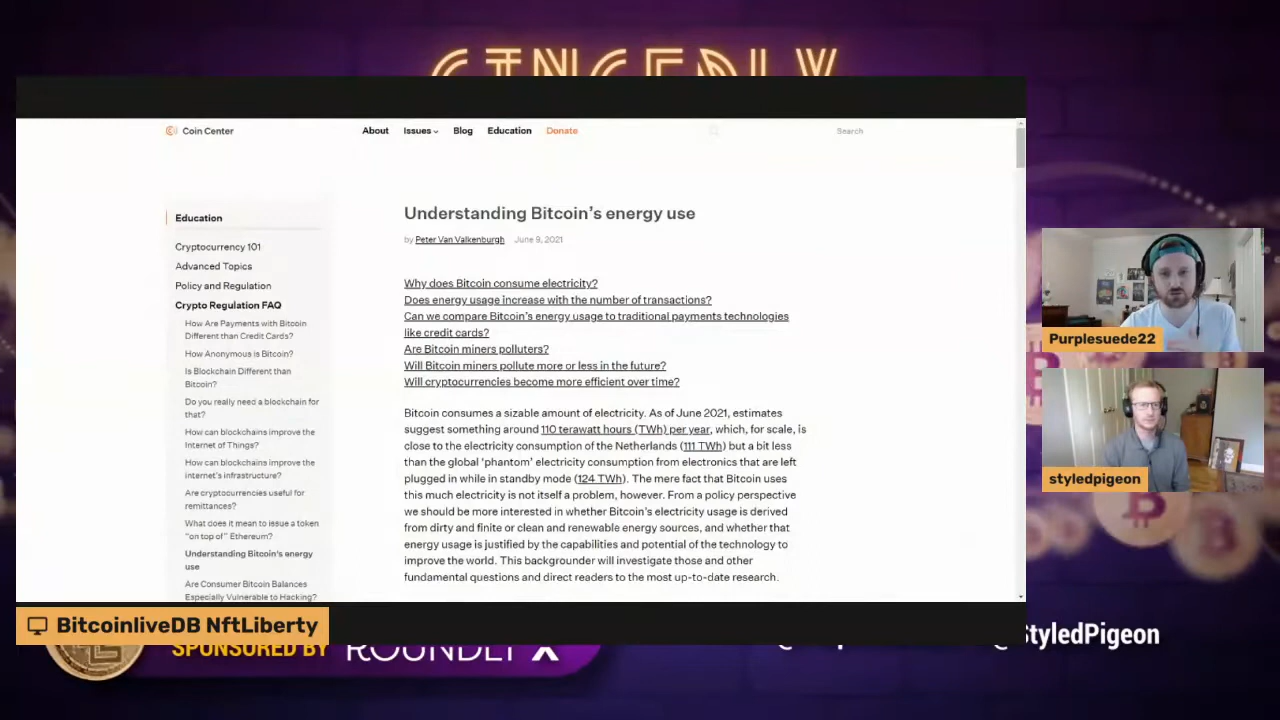 Coin Center
About Issues Blog Education Donate
Search
Education
Cryptocurrency 101
Advanced Topics
Policy and Regulation
Crypto Regulation FAQ
How Are Payments with Bitcoin
Different than Credit Cards?
How Anonymous is Bitcoin?
Is Blockchain Different than
Bitcoin?
Do you really need a blockchain for
that?
How can blockchains improve the
Internet of Things?
How can blockchains improve the
internet's infrastructure?
Are cryptocurrencies useful for
remittances?
What does it mean to issue a token
“on top of” Ethereum?
Understanding Bitcoin's energy
use
Are Consumer Bitcoin Balances
Especially Vulnerable to Hacking?
Understanding Bitcoin’s energy use
by Peter Van Valkenburgh June 9, 2021
Why does Bitcoin consume electricity?
Does energy usage increase with the number of transactions?
Can we compare Bitcoin’s energy usage to traditional payments technologies
like credit cards?
Are Bitcoin miners polluters?
Will Bitcoin miners pollute more or less in the future?
Will cryptocurrencies become more efficient over time?
Bitcoin consumes a sizable amount of electricity. As of June 2021, estimates
suggest something around 110 terawatt hours (TWh) per year, which, for scale, is
close to the electricity consumption of the Netherlands (111 TWh) but a bit less
than the global ‘phantom’ electricity consumption from electronics that are left
plugged in while in standby mode (124 TWh). The mere fact that Bitcoin uses
this much electricity is not itself a problem, however. From a policy perspective
we should be more interested in whether Bitcoin’s electricity usage is derived
from dirty and finite or clean and renewable energy sources, and whether that
energy usage is justified by the capabilities and potential of the technology to
improve the world. This backgrounder will investigate those and other
fundamental questions and direct readers to the most up-to-date research.
Purplesuede22
styledpigeon
BitcoinliveDB NftLiberty
SPONSORED BY ROUNDLYX
StyledPigeon